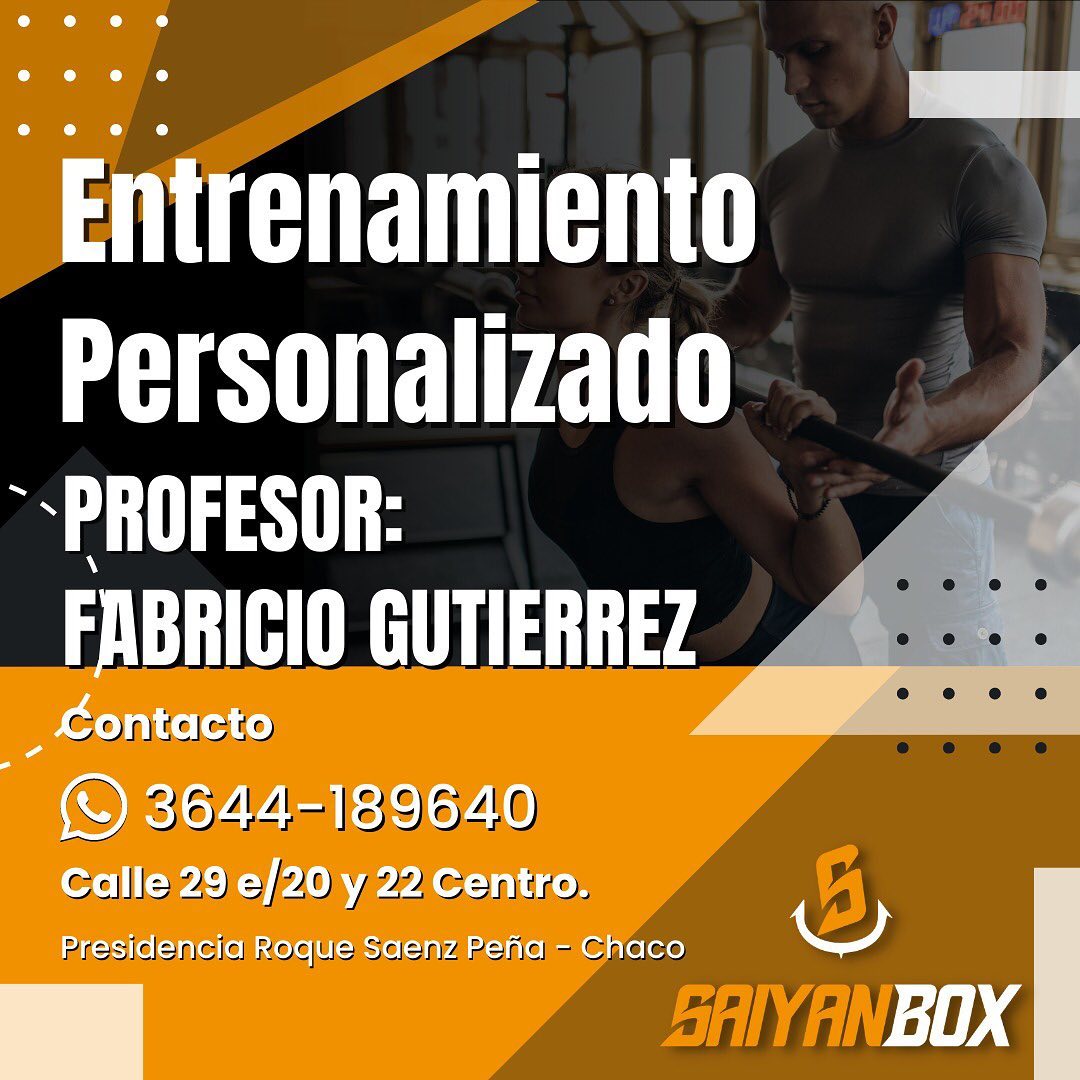 Entrenamiento
Personalizado
PROFESOR:
FABRICIO GUTIERREZ
Contacto
3644-189640
Calle 29 e/20 y 22 Centro.
Presidencia Roque Saenz Peña - Chaco
S
SAIYANBOX